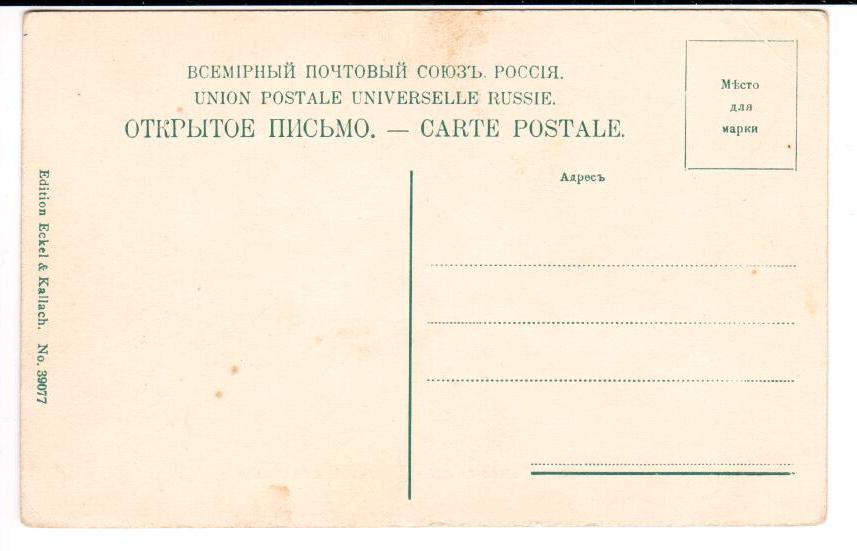 ВСЕМІРНЫЙ ПОЧТОВЫЙ СОЮЗЪ. РОССІЯ.
UNION POSTALE UNIVERSELLE RUSSIE.
ОТКРЫТОЕ ПИСЬМО. — CARTE POSTALE.
Мѣсто
для
марки
Адресъ
Edition Eckel & Kallach. No. 39077